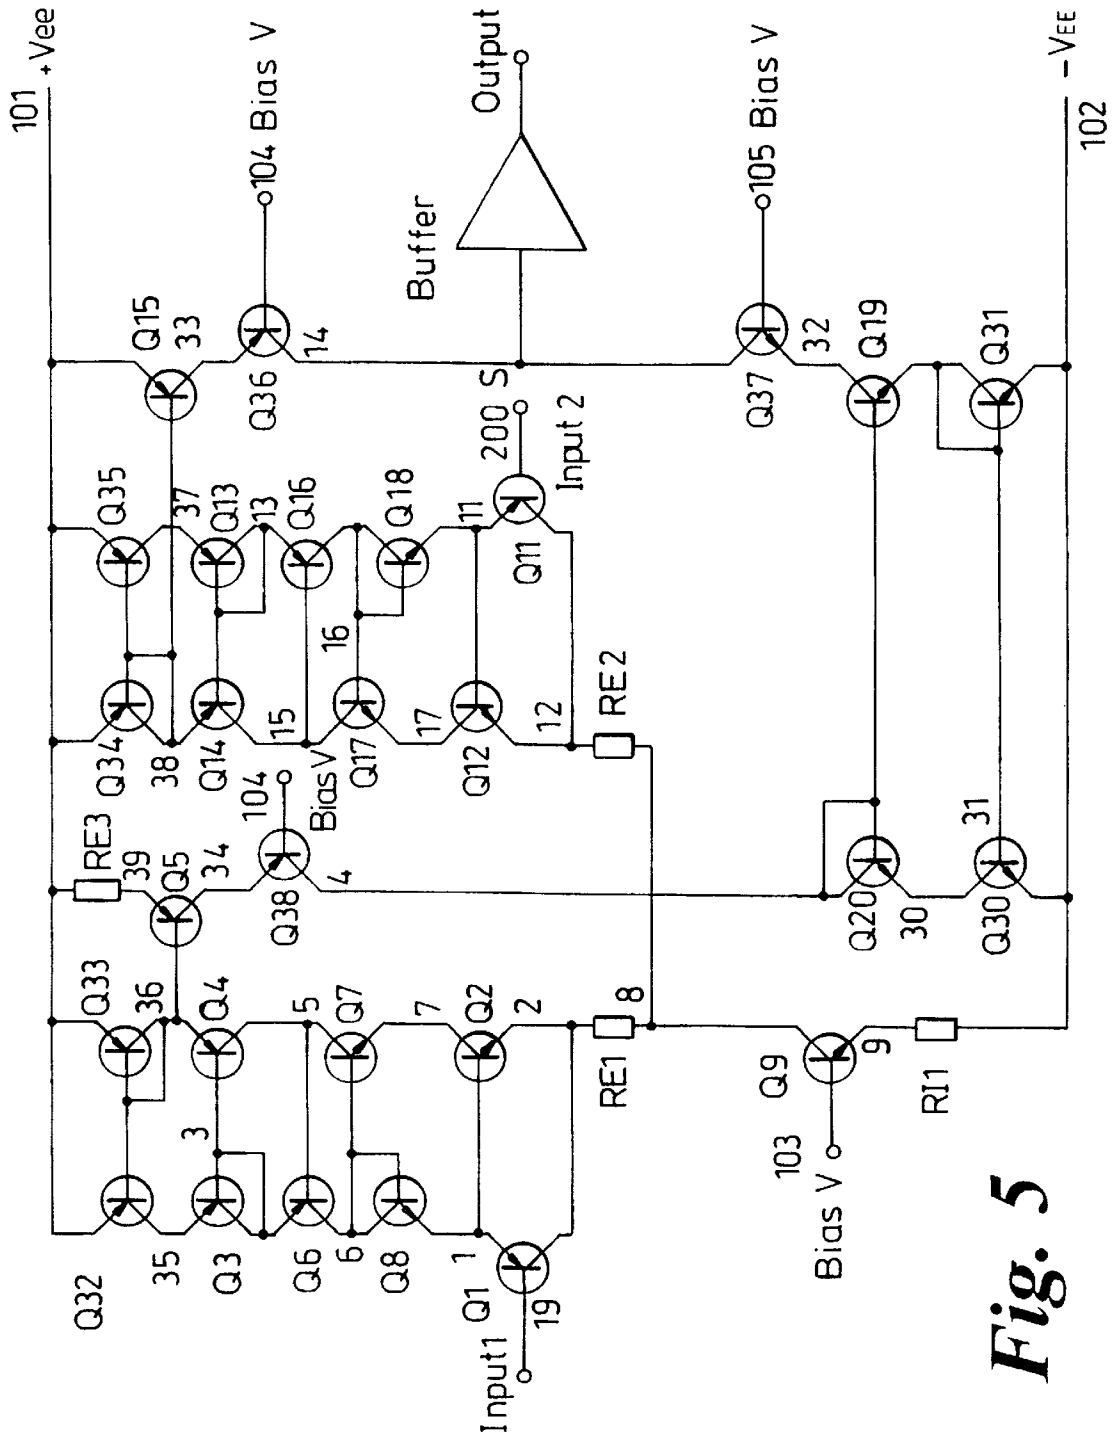 101
+Vee
Q15
33
104 Bias V
Q36
14
Buffer
Output
S
105 Bias V
Q37
32
Q19
Q31
-VEE
102
Q35
37
Q13
13
Q16
Q18
11
200
Input 2
Q11
Q34
38
Q14
15
16
Q17
17
Q12
12
RE2
RE3
39
Q5
34
104
Bias V
Q38
4
Q20
30
Q30
31
Q33
36
Q4
5
Q7
7
Q2
2
RE1
8
Q32
35
Q3
3
Q6
6
Q8
1
Q1
19
Input1
Q9
9
103
Bias V
RI1
Fig. 5